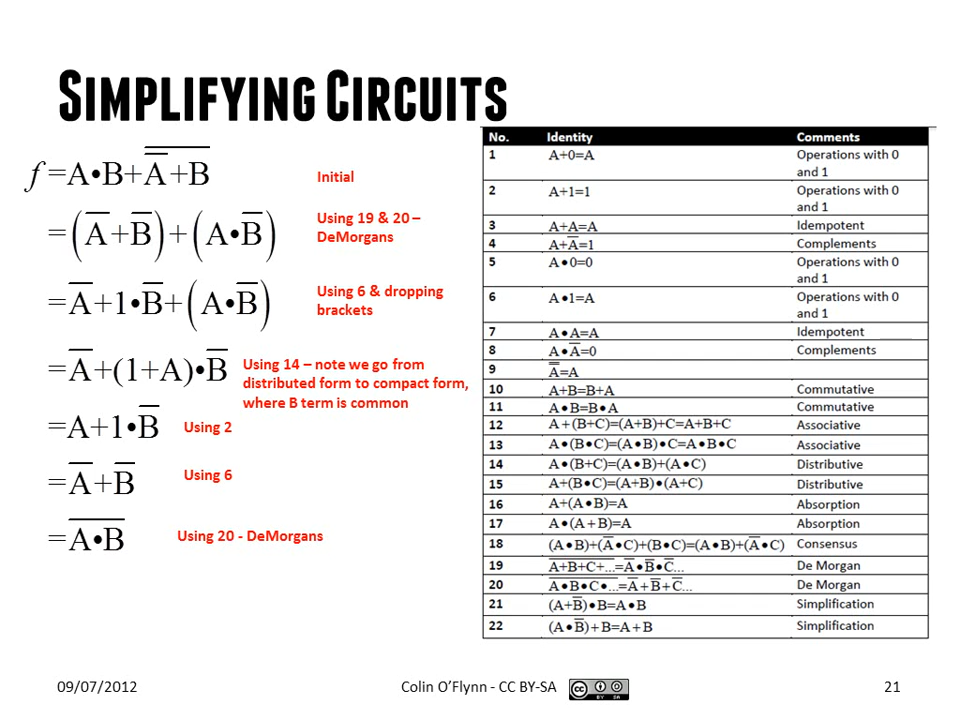 SIMPLIFYING CIRCUITS
f =A•B+A̿̅+̅B̅
Initial
=(A̅+B̅)+(A•B̅)
Using 19 & 20 –
DeMorgans
=A̅+1•B̅+(A•B̅)
Using 6 & dropping
brackets
=A̅+(1+A)•B̅
Using 14 – note we go from
distributed form to compact form,
where B term is common
=A+1•B̅
Using 2
=A̅+B̅
Using 6
=A̅•̅B̅
Using 20 - DeMorgans
No. Identity Comments
1 A+0=A Operations with 0
and 1
2 A+1=1 Operations with 0
and 1
3 A+A=A Idempotent
4 A+A̅=1 Complements
5 A•0=0 Operations with 0
and 1
6 A•1=A Operations with 0
and 1
7 A•A=A Idempotent
8 A•A̅=0 Complements
9 A̿=A
10 A+B=B+A Commutative
11 A•B=B•A Commutative
12 A+(B+C)=(A+B)+C=A+B+C Associative
13 A•(B•C)=(A•B)•C=A•B•C Associative
14 A•(B+C)=(A•B)+(A•C) Distributive
15 A+(B•C)=(A+B)•(A+C) Distributive
16 A+(A•B)=A Absorption
17 A•(A+B)=A Absorption
18 (A•B)+(A̅•C)+(B•C)=(A•B)+(A̅•C) Consensus
19 A̅+̅B̅+̅C̅+̅.̅.̅.̅=A̅•B̅•C̅... De Morgan
20 A̅•̅B̅•̅C̅•̅.̅.̅.̅=A̅+B̅+C̅... De Morgan
21 (A+B̅)•B=A•B Simplification
22 (A•B̅)+B=A+B Simplification
09/07/2012
Colin O'Flynn - CC BY-SA
cc BY SA
21